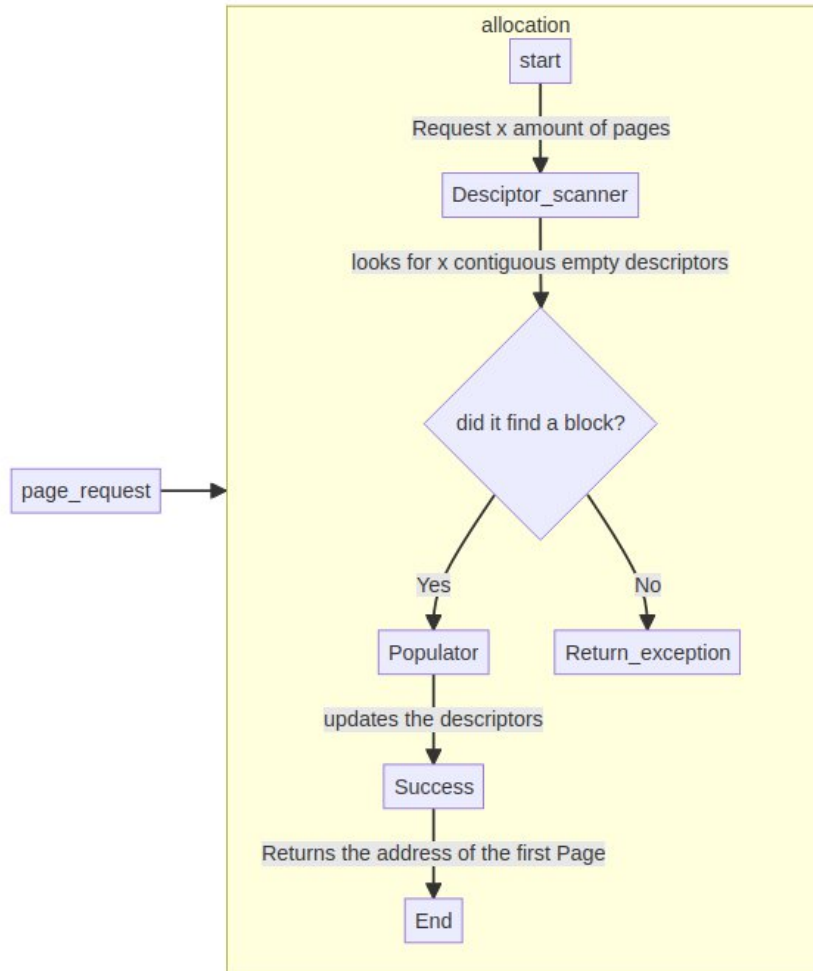 allocation
start
Request x amount of pages
Desciptor_scanner
looks for x contiguous empty descriptors
did it find a block?
page_request
Yes
No
Populator
Return_exception
updates the descriptors
Success
Returns the address of the first Page
End